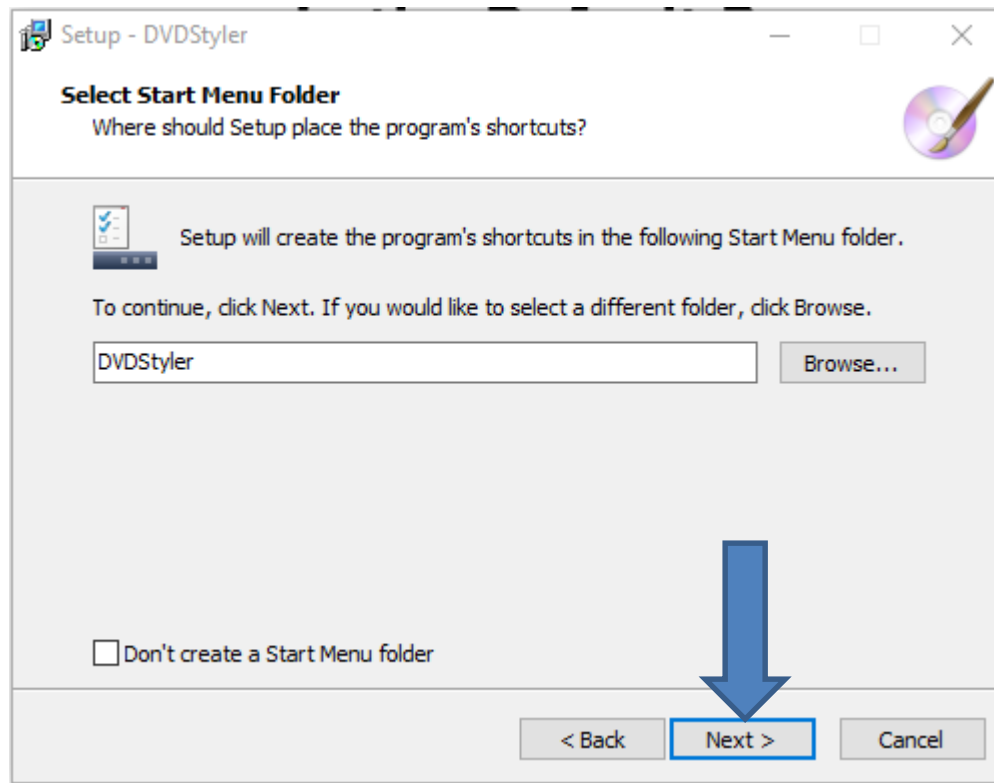 Setup - DVDStyler
Select Start Menu Folder
Where should Setup place the program's shortcuts?
Setup will create the program's shortcuts in the following Start Menu folder.
To continue, click Next. If you would like to select a different folder, click Browse.
DVDStyler
Browse...
Don't create a Start Menu folder
< Back
Next >
Cancel